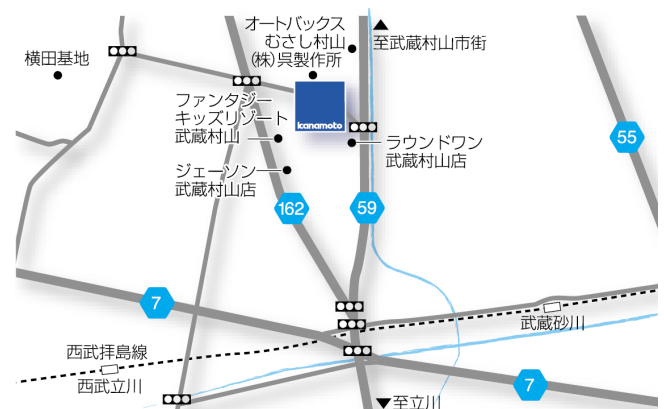 オートバックス
むさし村山
(株)呉製作所
至武蔵村山市街
横田基地
kanamoto
ファンタジー
キッズリゾート
武蔵村山
ラウンドワン
武蔵村山店
55
ジェーソン
武蔵村山店
162
59
7
武蔵砂川
西武拝島線
西武立川
7
至立川